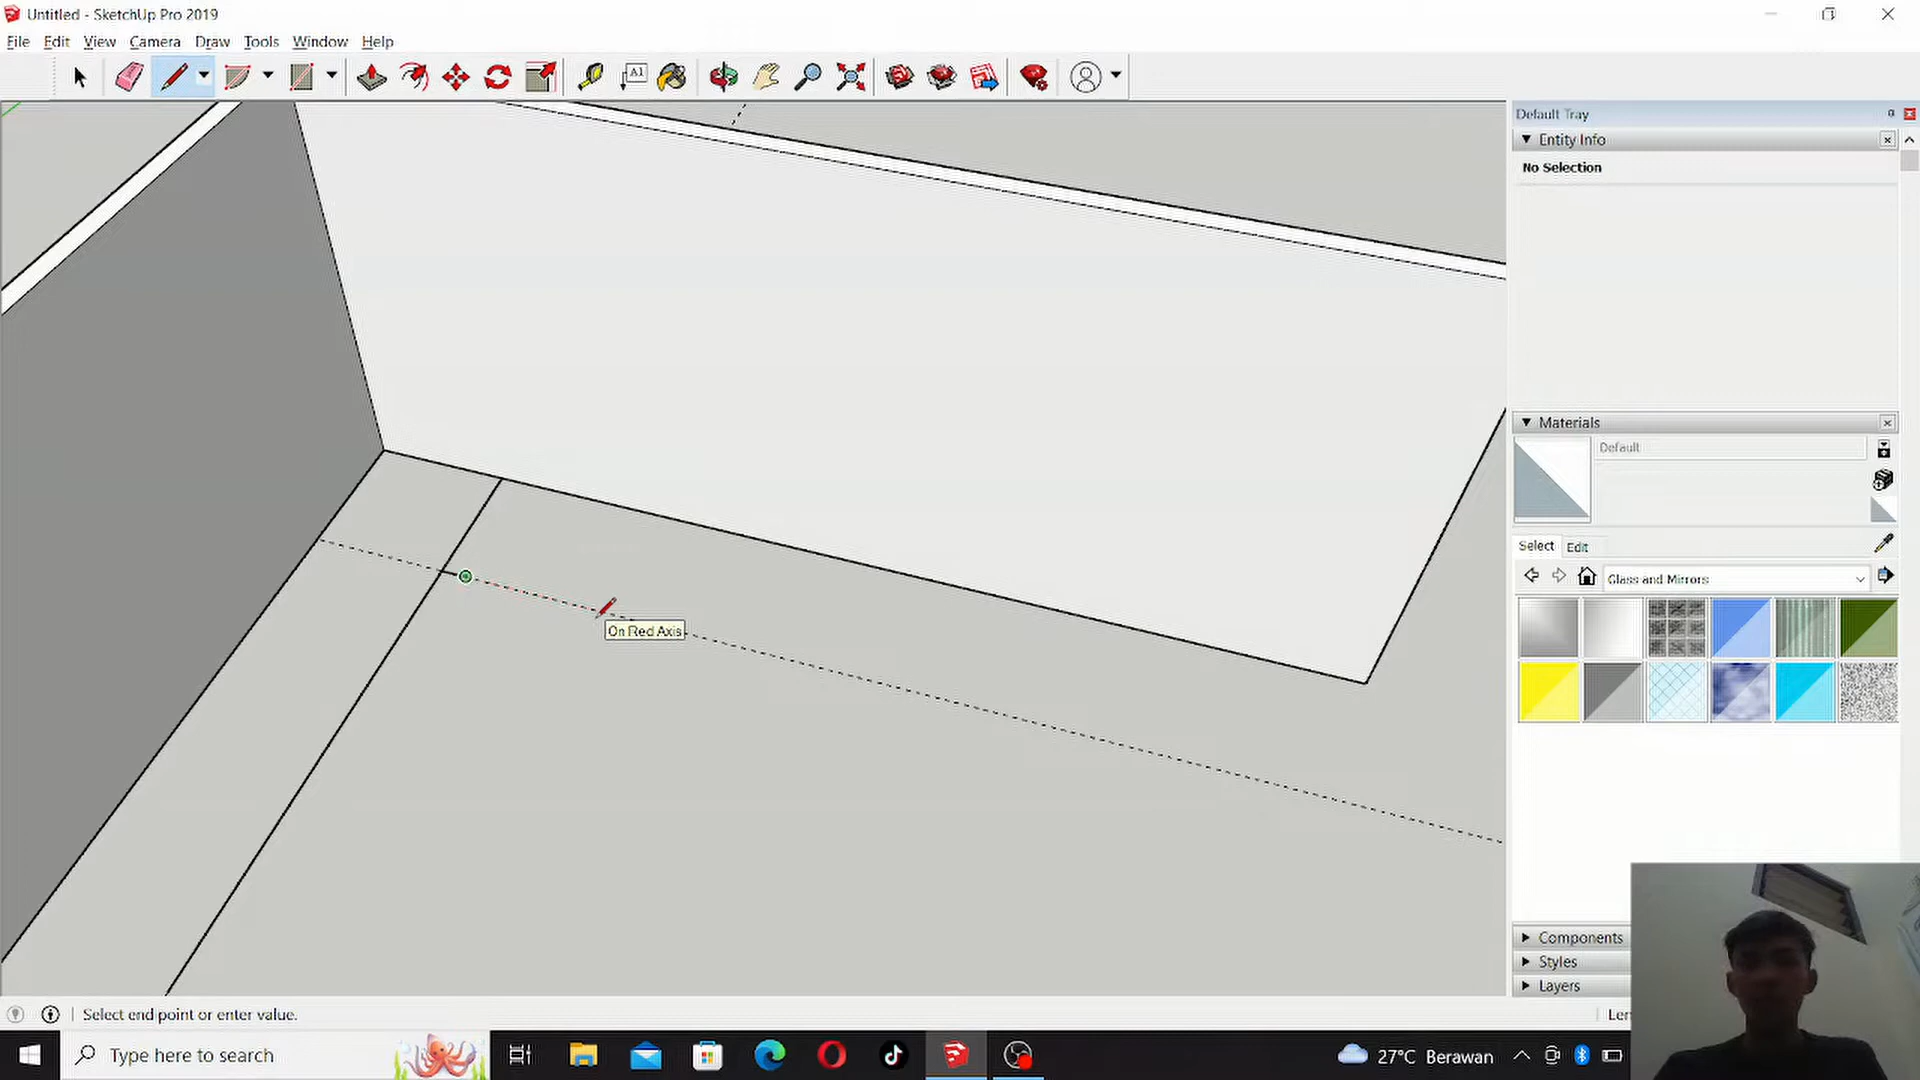 Untitled - SketchUp Pro 2019
File Edit View Camera Draw Tools Window Help
A1
Default Tray
Entity Info
No Selection
On Red Axis
Materials
Default
Select Edit
Glass and Mirrors
Components
Styles
Layers
Select end point or enter value.
Len
Type here to search
27°C Berawan